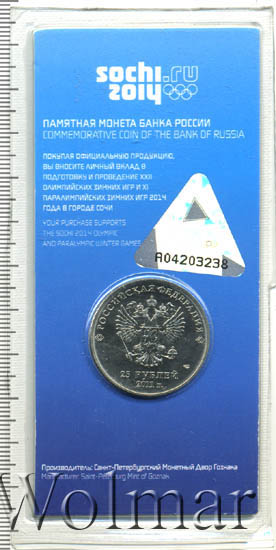 sochi.ru
2014
ПАМЯТНАЯ МОНЕТА БАНКА РОССИИ
COMMEMORATIVE COIN OF THE BANK OF RUSSIA
ПОКУПАЯ ОФИЦИАЛЬНУЮ ПРОДУКЦИЮ,
ВЫ ВНОСИТЕ ЛИЧНЫЙ ВКЛАД В
ПОДГОТОВКУ И ПРОВЕДЕНИЕ XXII
ОЛИМПИЙСКИХ ЗИМНИХ ИГР И XI
ПАРАЛИМПИЙСКИХ ЗИМНИХ ИГР 2014
ГОДА В ГОРОДЕ СОЧИ
YOUR PURCHASE SUPPORTS
THE SOCHI 2014 OLYMPIC
AND PARALYMPIC WINTER GAMES
A04203238
РОССИЙСКАЯ ФЕДЕРАЦИЯ
25 РУБЛЕЙ
2011 г.
Производитель: Санкт-Петербургский Монетный Двор Гознака
Manufacturer: Saint-Petersburg Mint of Goznak
Wolmar